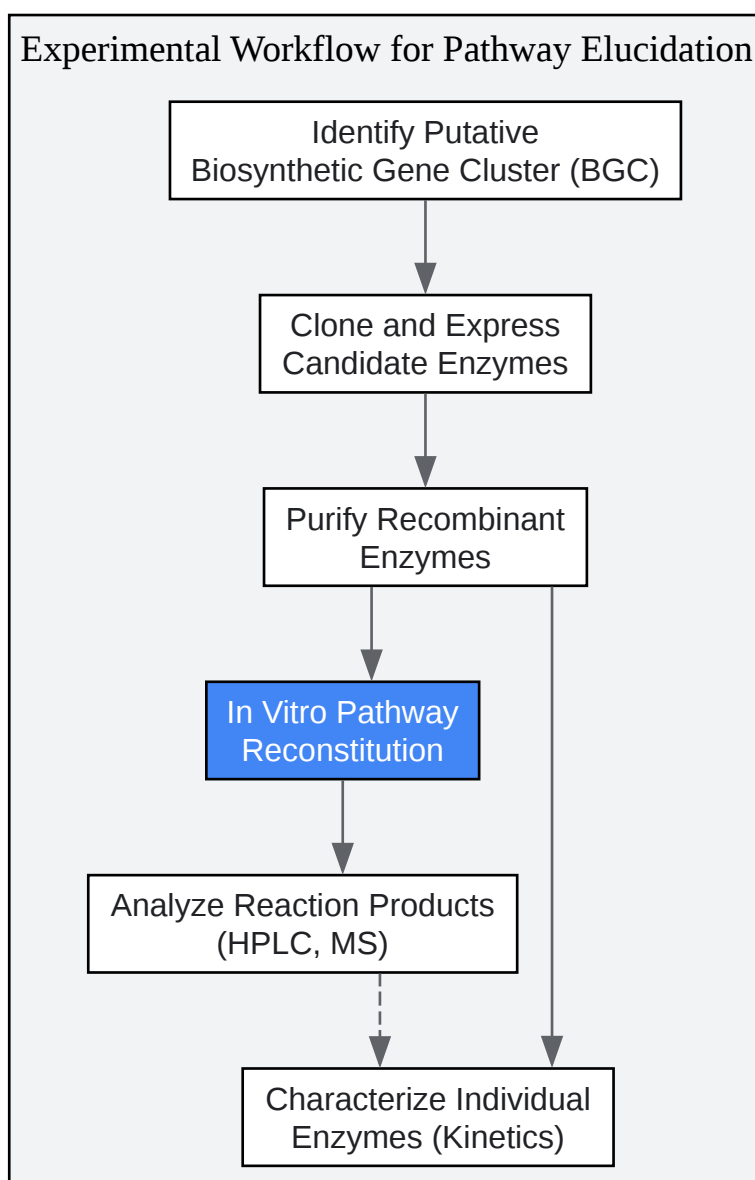 Experimental Workflow for Pathway Elucidation
Identify Putative
Biosynthetic Gene Cluster (BGC)
Clone and Express
Candidate Enzymes
Purify Recombinant
Enzymes
In Vitro Pathway
Reconstitution
Analyze Reaction Products
(HPLC, MS)
Characterize Individual
Enzymes (Kinetics)